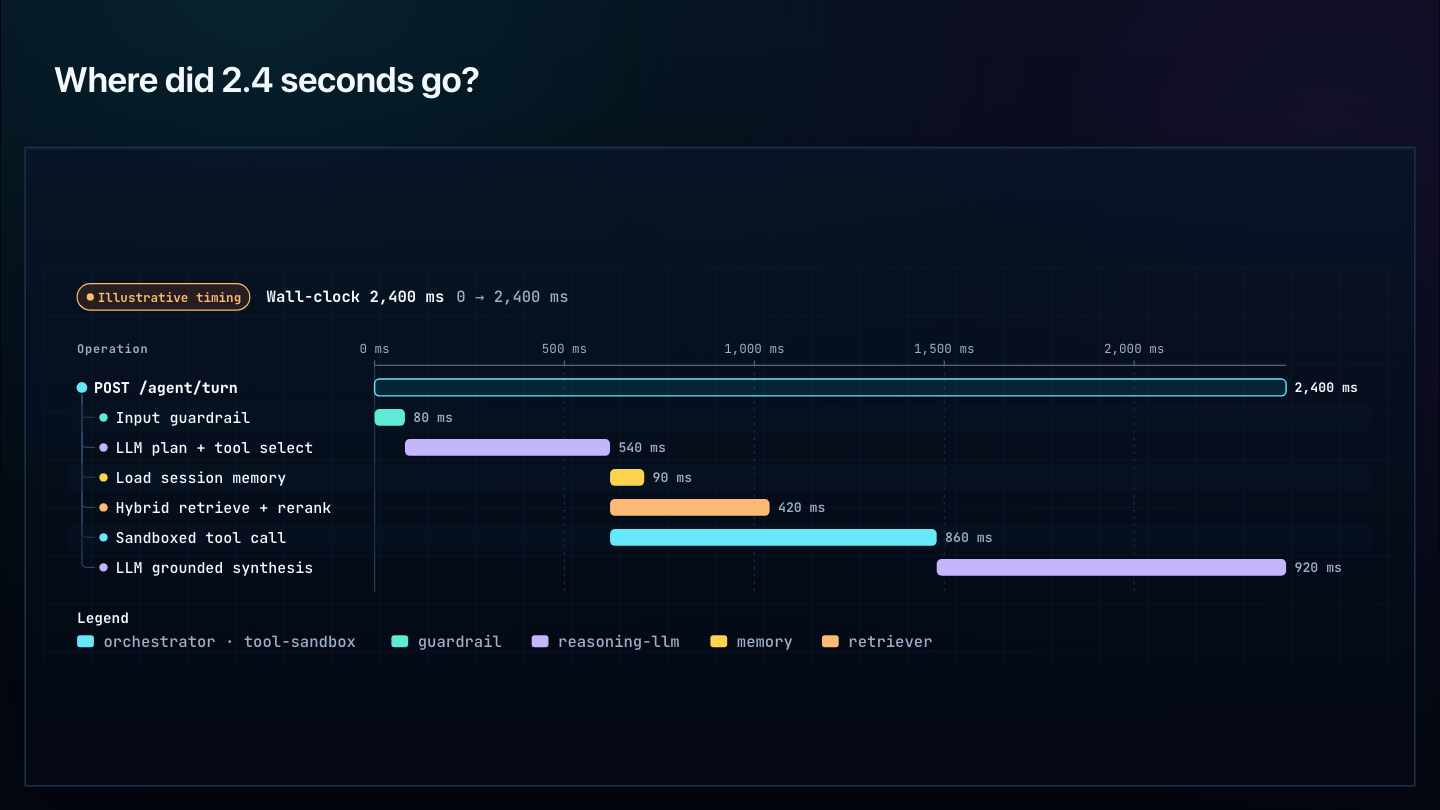 Where did 2.4 seconds go?
Illustrative timing Wall-clock 2,400 ms 0 → 2,400 ms
Operation 0 ms 500 ms 1,000 ms 1,500 ms 2,000 ms
POST /agent/turn 2,400 ms
Input guardrail 80 ms
LLM plan + tool select 540 ms
Load session memory 90 ms
Hybrid retrieve + rerank 420 ms
Sandboxed tool call 860 ms
LLM grounded synthesis 920 ms
Legend
orchestrator · tool-sandbox guardrail reasoning-llm memory retriever